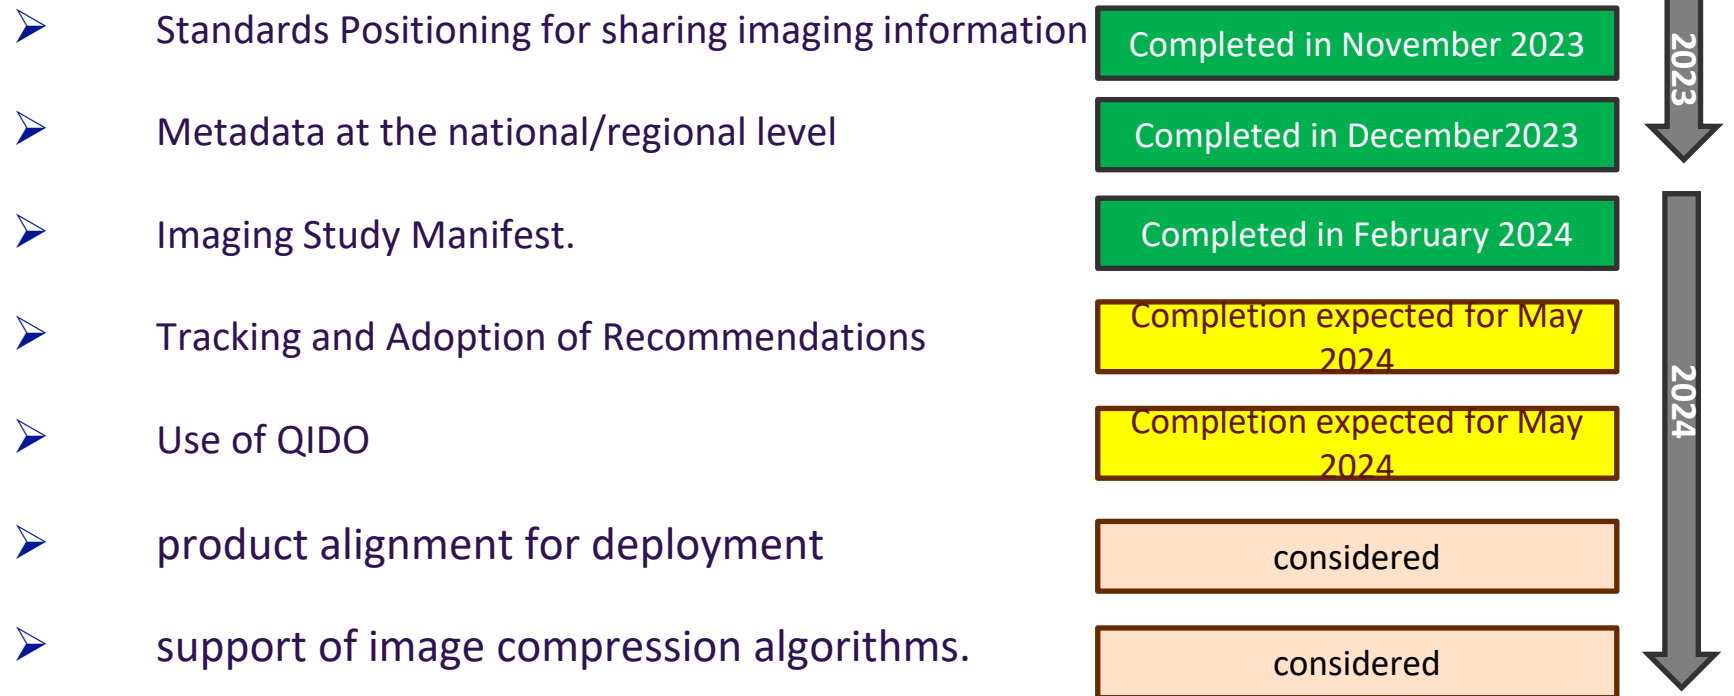 Standards Positioning for sharing imaging information
Completed in November 2023
Metadata at the national/regional level
Completed in December2023
Imaging Study Manifest.
Completed in February 2024
Tracking and Adoption of Recommendations
Completion expected for May
2024
Use of QIDO
Completion expected for May
2024
product alignment for deployment
considered
support of image compression algorithms.
considered
2023
2024